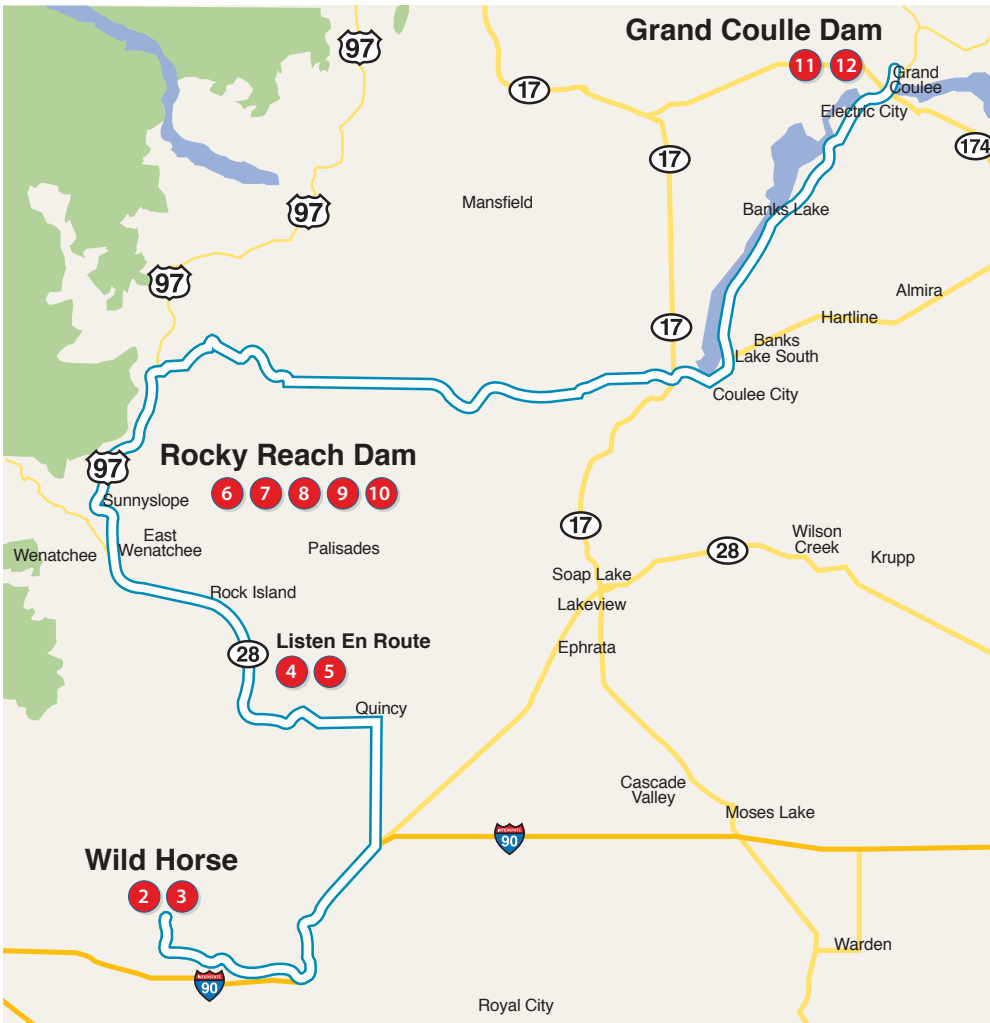 97
Grand Coulle Dam
11 12
Grand
Coulee
17
Electric City
174
17
Mansfield
97
Banks Lake
97
Almira
Hartline
17
Banks
Lake South
Coulee City
Rocky Reach Dam
97
6 7 8 9 10
Sunnyslope
17
East
Wenatchee
Wenatchee
Palisades
28
Wilson
Creek
Krupp
Soap Lake
Rock Island
Lakeview
Listen En Route
28
4 5
Ephrata
Quincy
Cascade
Valley
Moses Lake
INTERSTATE
90
Wild Horse
2 3
Warden
INTERSTATE
90
Royal City